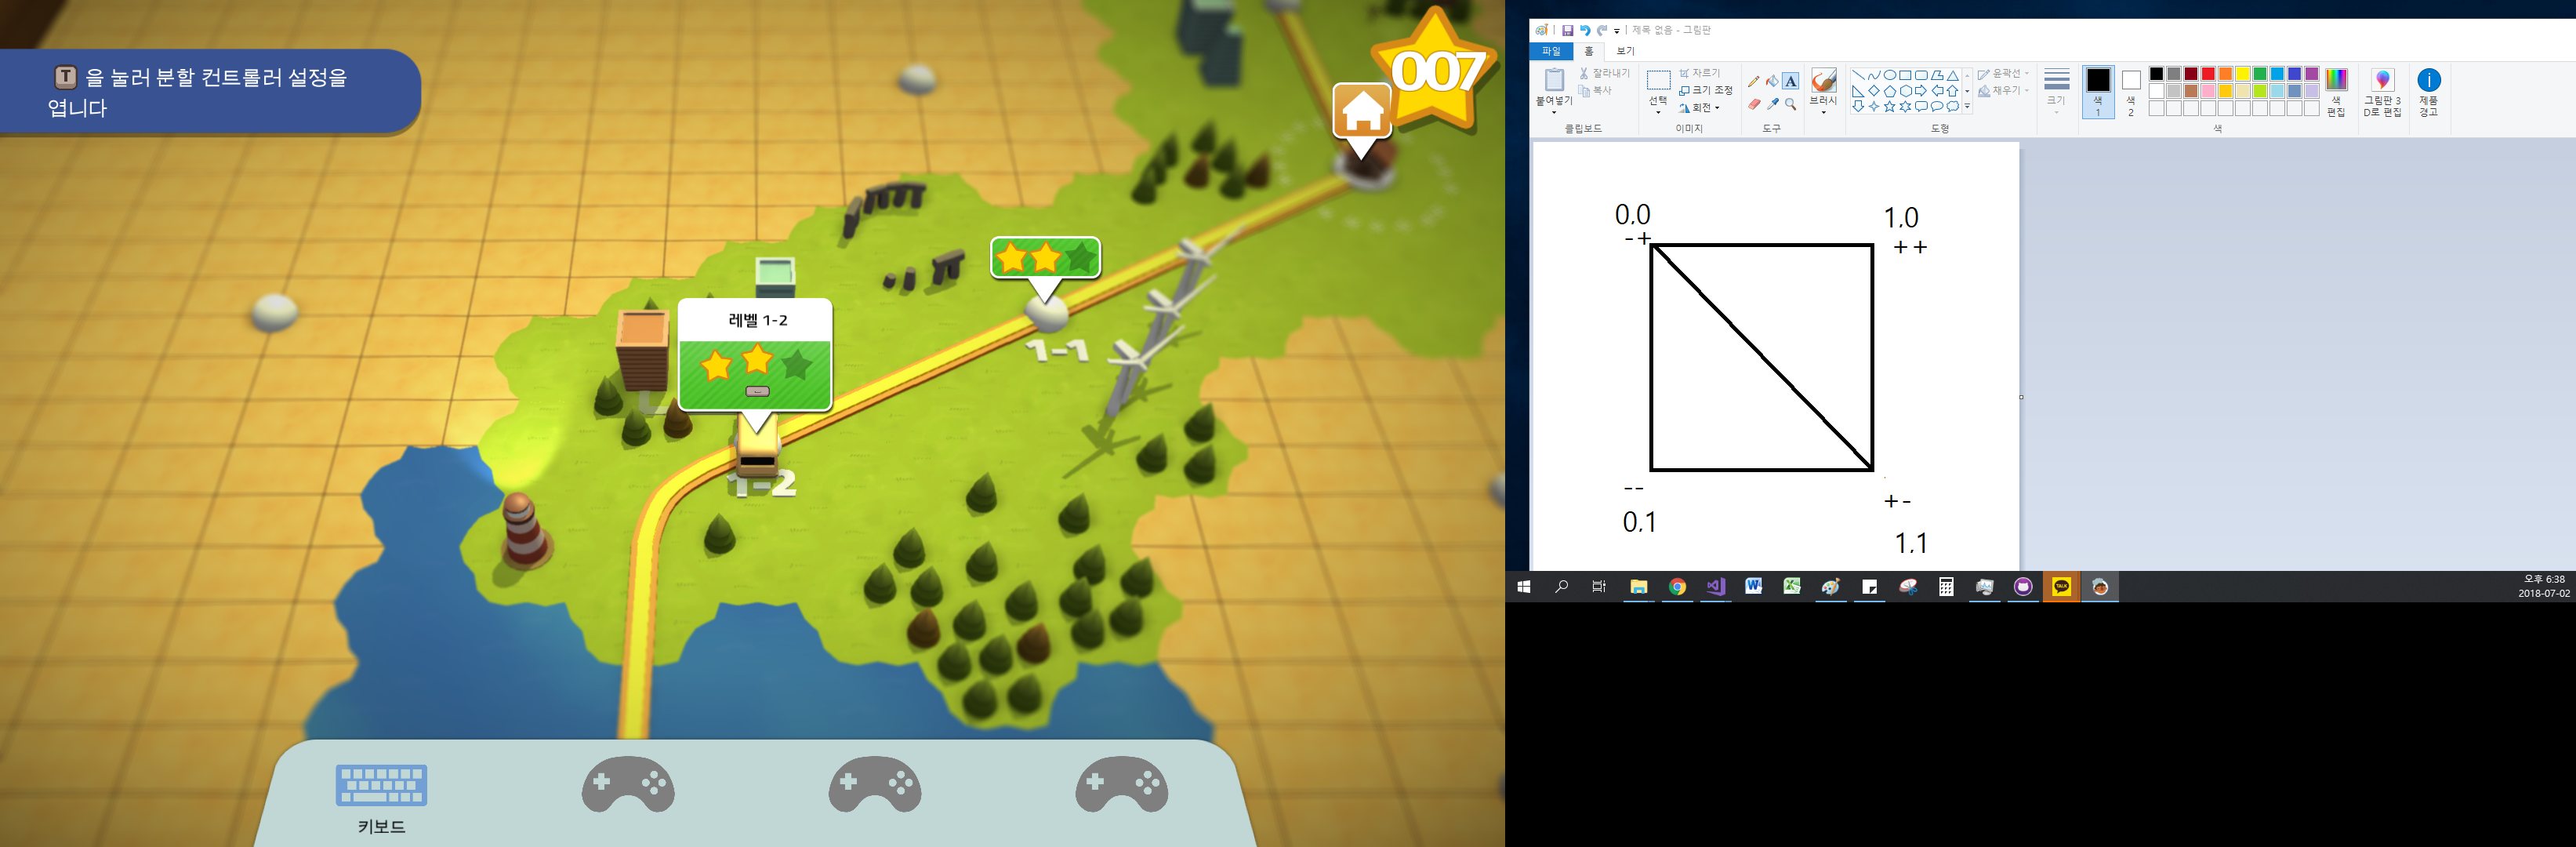 T 을 눌러 분할 컨트롤러 설정을
엽니다
007
레벨 1-2
1-1
1-2
키보드
제목 없음 - 그림판
파일 홈 보기
붙여넣기
잘라내기
복사
클립보드
선택
자르기
크기 조정
회전
이미지
A
도구
브러시
윤곽선
채우기
도형
크기
색
1
색
2
색
편집
색
그림판 3
D로 편집
제품
경고
0,0
-+
1,0
++
--
0,1
+-
1,1
TALK
오후 6:38
2018-07-02